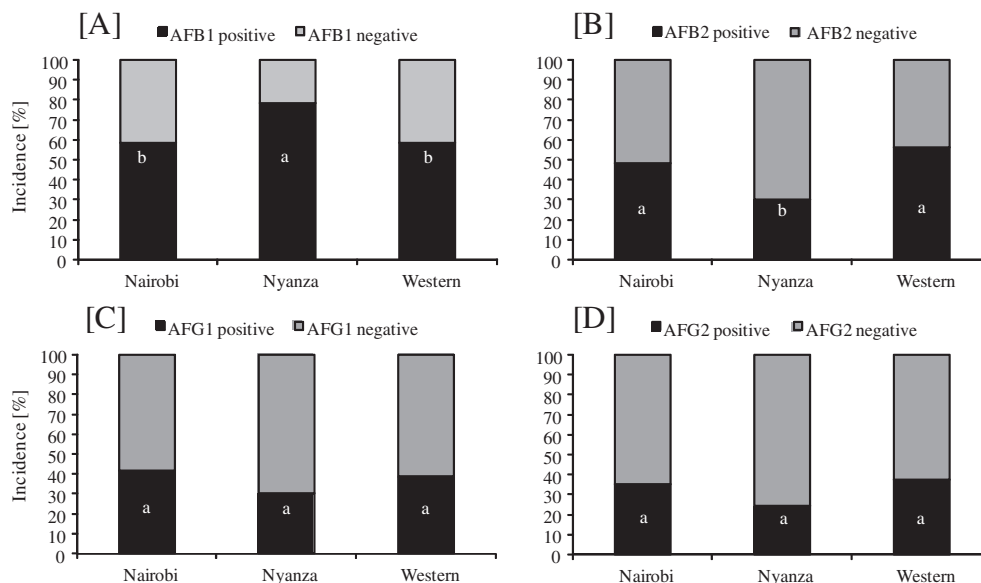 [A]
AFB1 positive AFB1 negative
Incidence [%]
100
90
80
70
60
50
40
30
20
10
0
b a b
Nairobi Nyanza Western
[B]
AFB2 positive AFB2 negative
100
90
80
70
60
50
40
30
20
10
0
a b a
Nairobi Nyanza Western
[C]
AFG1 positive AFG1 negative
Incidence [%]
100
90
80
70
60
50
40
30
20
10
0
a a a
Nairobi Nyanza Western
[D]
AFG2 positive AFG2 negative
100
90
80
70
60
50
40
30
20
10
0
a a a
Nairobi Nyanza Western